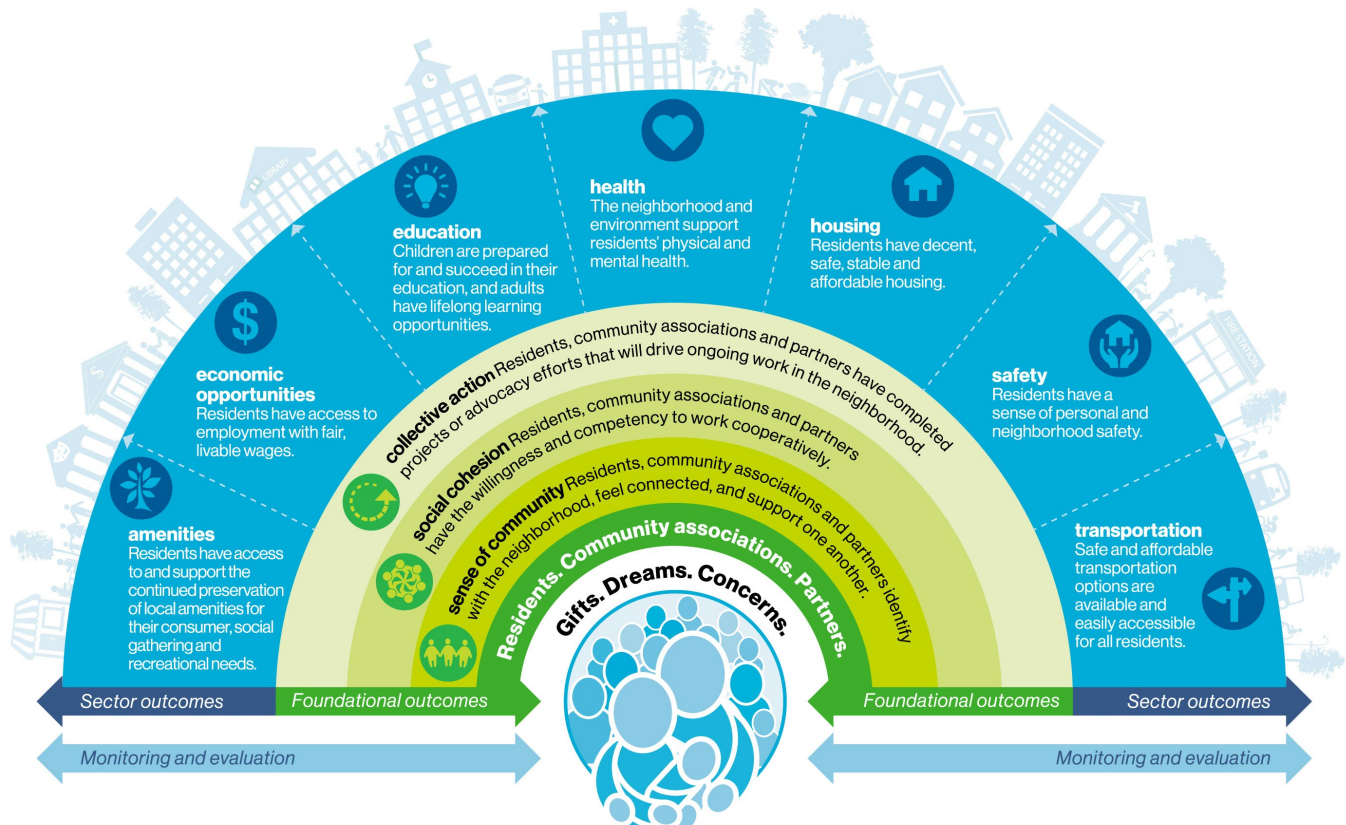 LIBRARY
FIRE STATION
$
amenities
Residents have access
to and support the
continued preservation
of local amenities for
their consumer, social
gathering and
recreational needs.
$
economic
opportunities
Residents have access to
employment with fair,
livable wages.
education
Children are prepared
for and succeed in their
education, and adults
have lifelong learning
opportunities.
health
The neighborhood and
environment support
residents' physical and
mental health.
housing
Residents have decent,
safe, stable and
affordable housing.
safety
Residents have a
sense of personal and
neighborhood safety.
transportation
Safe and affordable
transportation
options are
available and
easily accessible
for all residents.
collective action Residents, community associations and partners have completed
projects or advocacy efforts that will drive ongoing work in the neighborhood.
social cohesion Residents, community associations and partners
have the willingness and competency to work cooperatively.
sense of community Residents, community associations and partners identify
with the neighborhood, feel connected, and support one another.
Residents. Community associations. Partners.
Gifts. Dreams. Concerns.
Sector outcomes
Foundational outcomes
Foundational outcomes
Sector outcomes
Monitoring and evaluation
Monitoring and evaluation